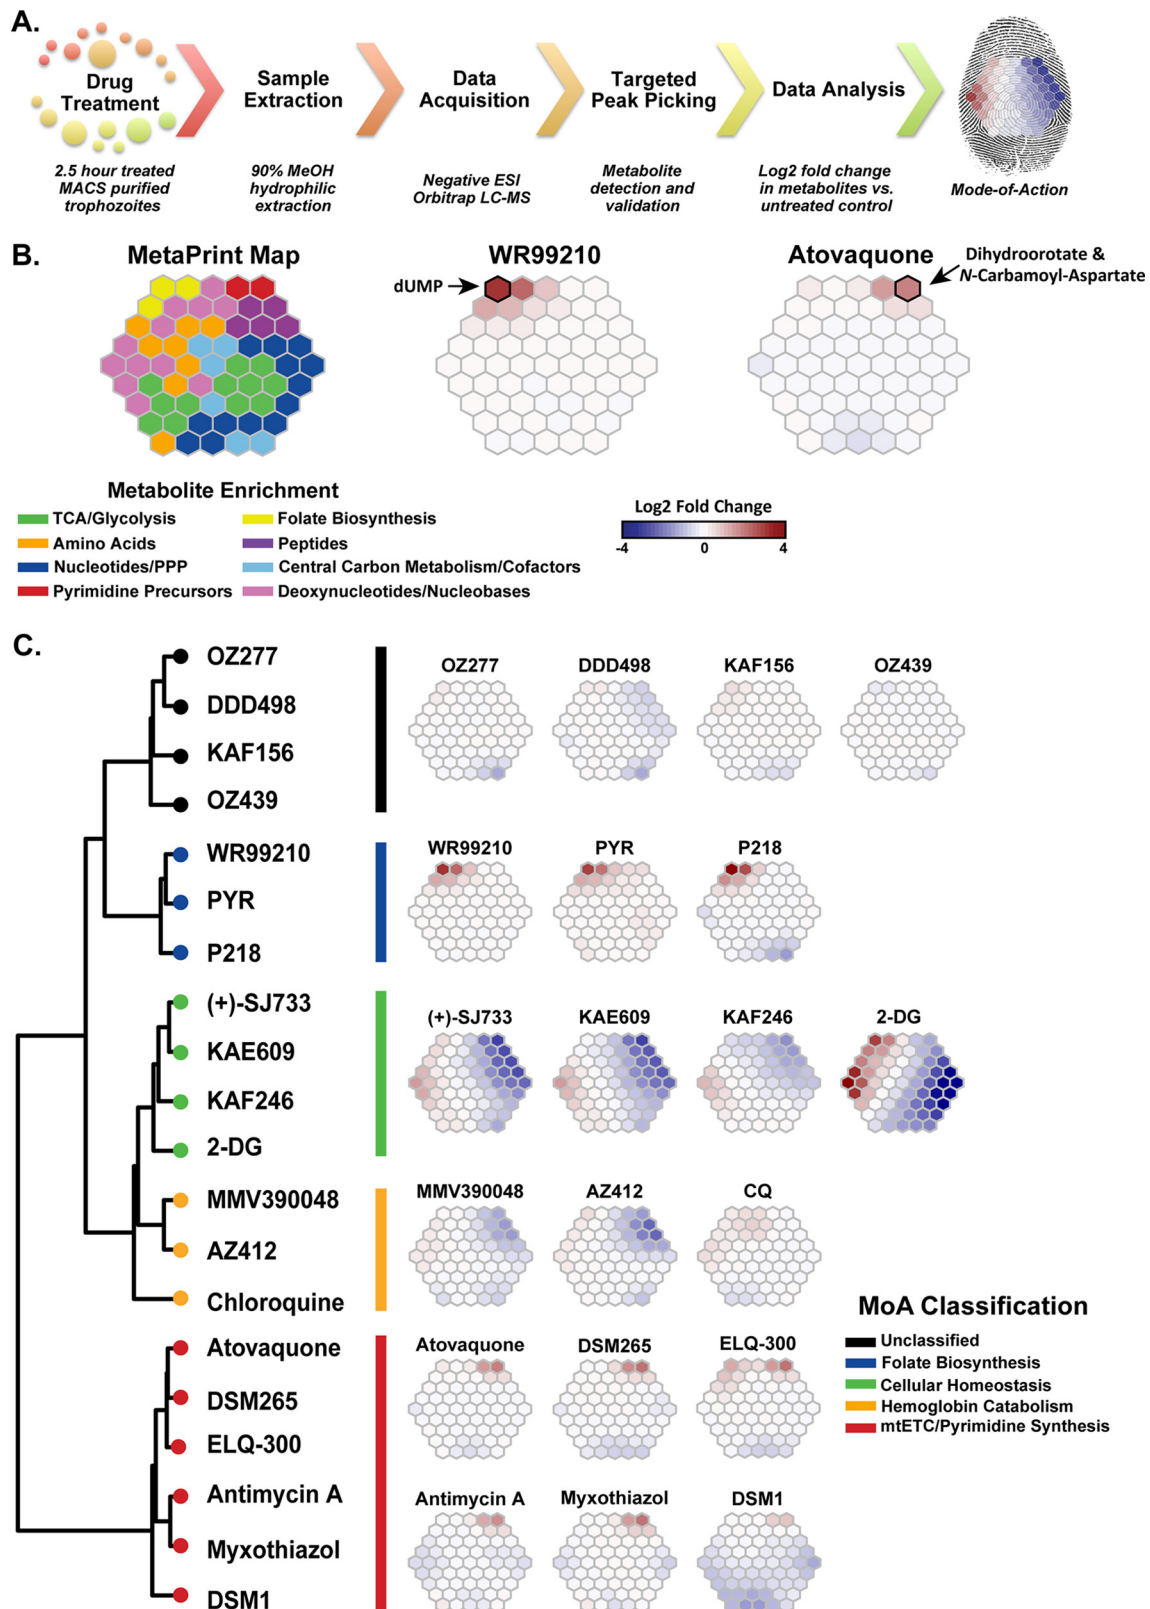 A.
Drug
Treatment
Sample
Extraction
Data
Acquisition
Targeted
Peak Picking
Data Analysis
2.5 hour treated
MACS purified
trophozoites
90% MeOH
hydrophilic
extraction
Negative ESI
Orbitrap LC-MS
Metabolite
detection and
validation
Log2 fold change
in metabolites vs.
untreated control
Mode-of-Action
B.
MetaPrint Map
WR99210
Atovaquone
dUMP
Dihydroorotate &
N-Carbamoyl-Aspartate
Metabolite Enrichment
TCA/Glycolysis
Amino Acids
Nucleotides/PPP
Pyrimidine Precursors
Folate Biosynthesis
Peptides
Central Carbon Metabolism/Cofactors
Deoxynucleotides/Nucleobases
Log2 Fold Change
-4 0 4
C.
OZ277
DDD498
KAF156
OZ439
WR99210
PYR
P218
(+)-SJ733
KAE609
KAF246
2-DG
MMV390048
AZ412
Chloroquine
Atovaquone
DSM265
ELQ-300
Antimycin A
Myxothiazol
DSM1
OZ277 DDD498 KAF156 OZ439
WR99210 PYR P218
(+)-SJ733 KAE609 KAF246 2-DG
MMV390048 AZ412 CQ
Atovaquone DSM265 ELQ-300
Antimycin A Myxothiazol DSM1
MoA Classification
Unclassified
Folate Biosynthesis
Cellular Homeostasis
Hemoglobin Catabolism
mtETC/Pyrimidine Synthesis